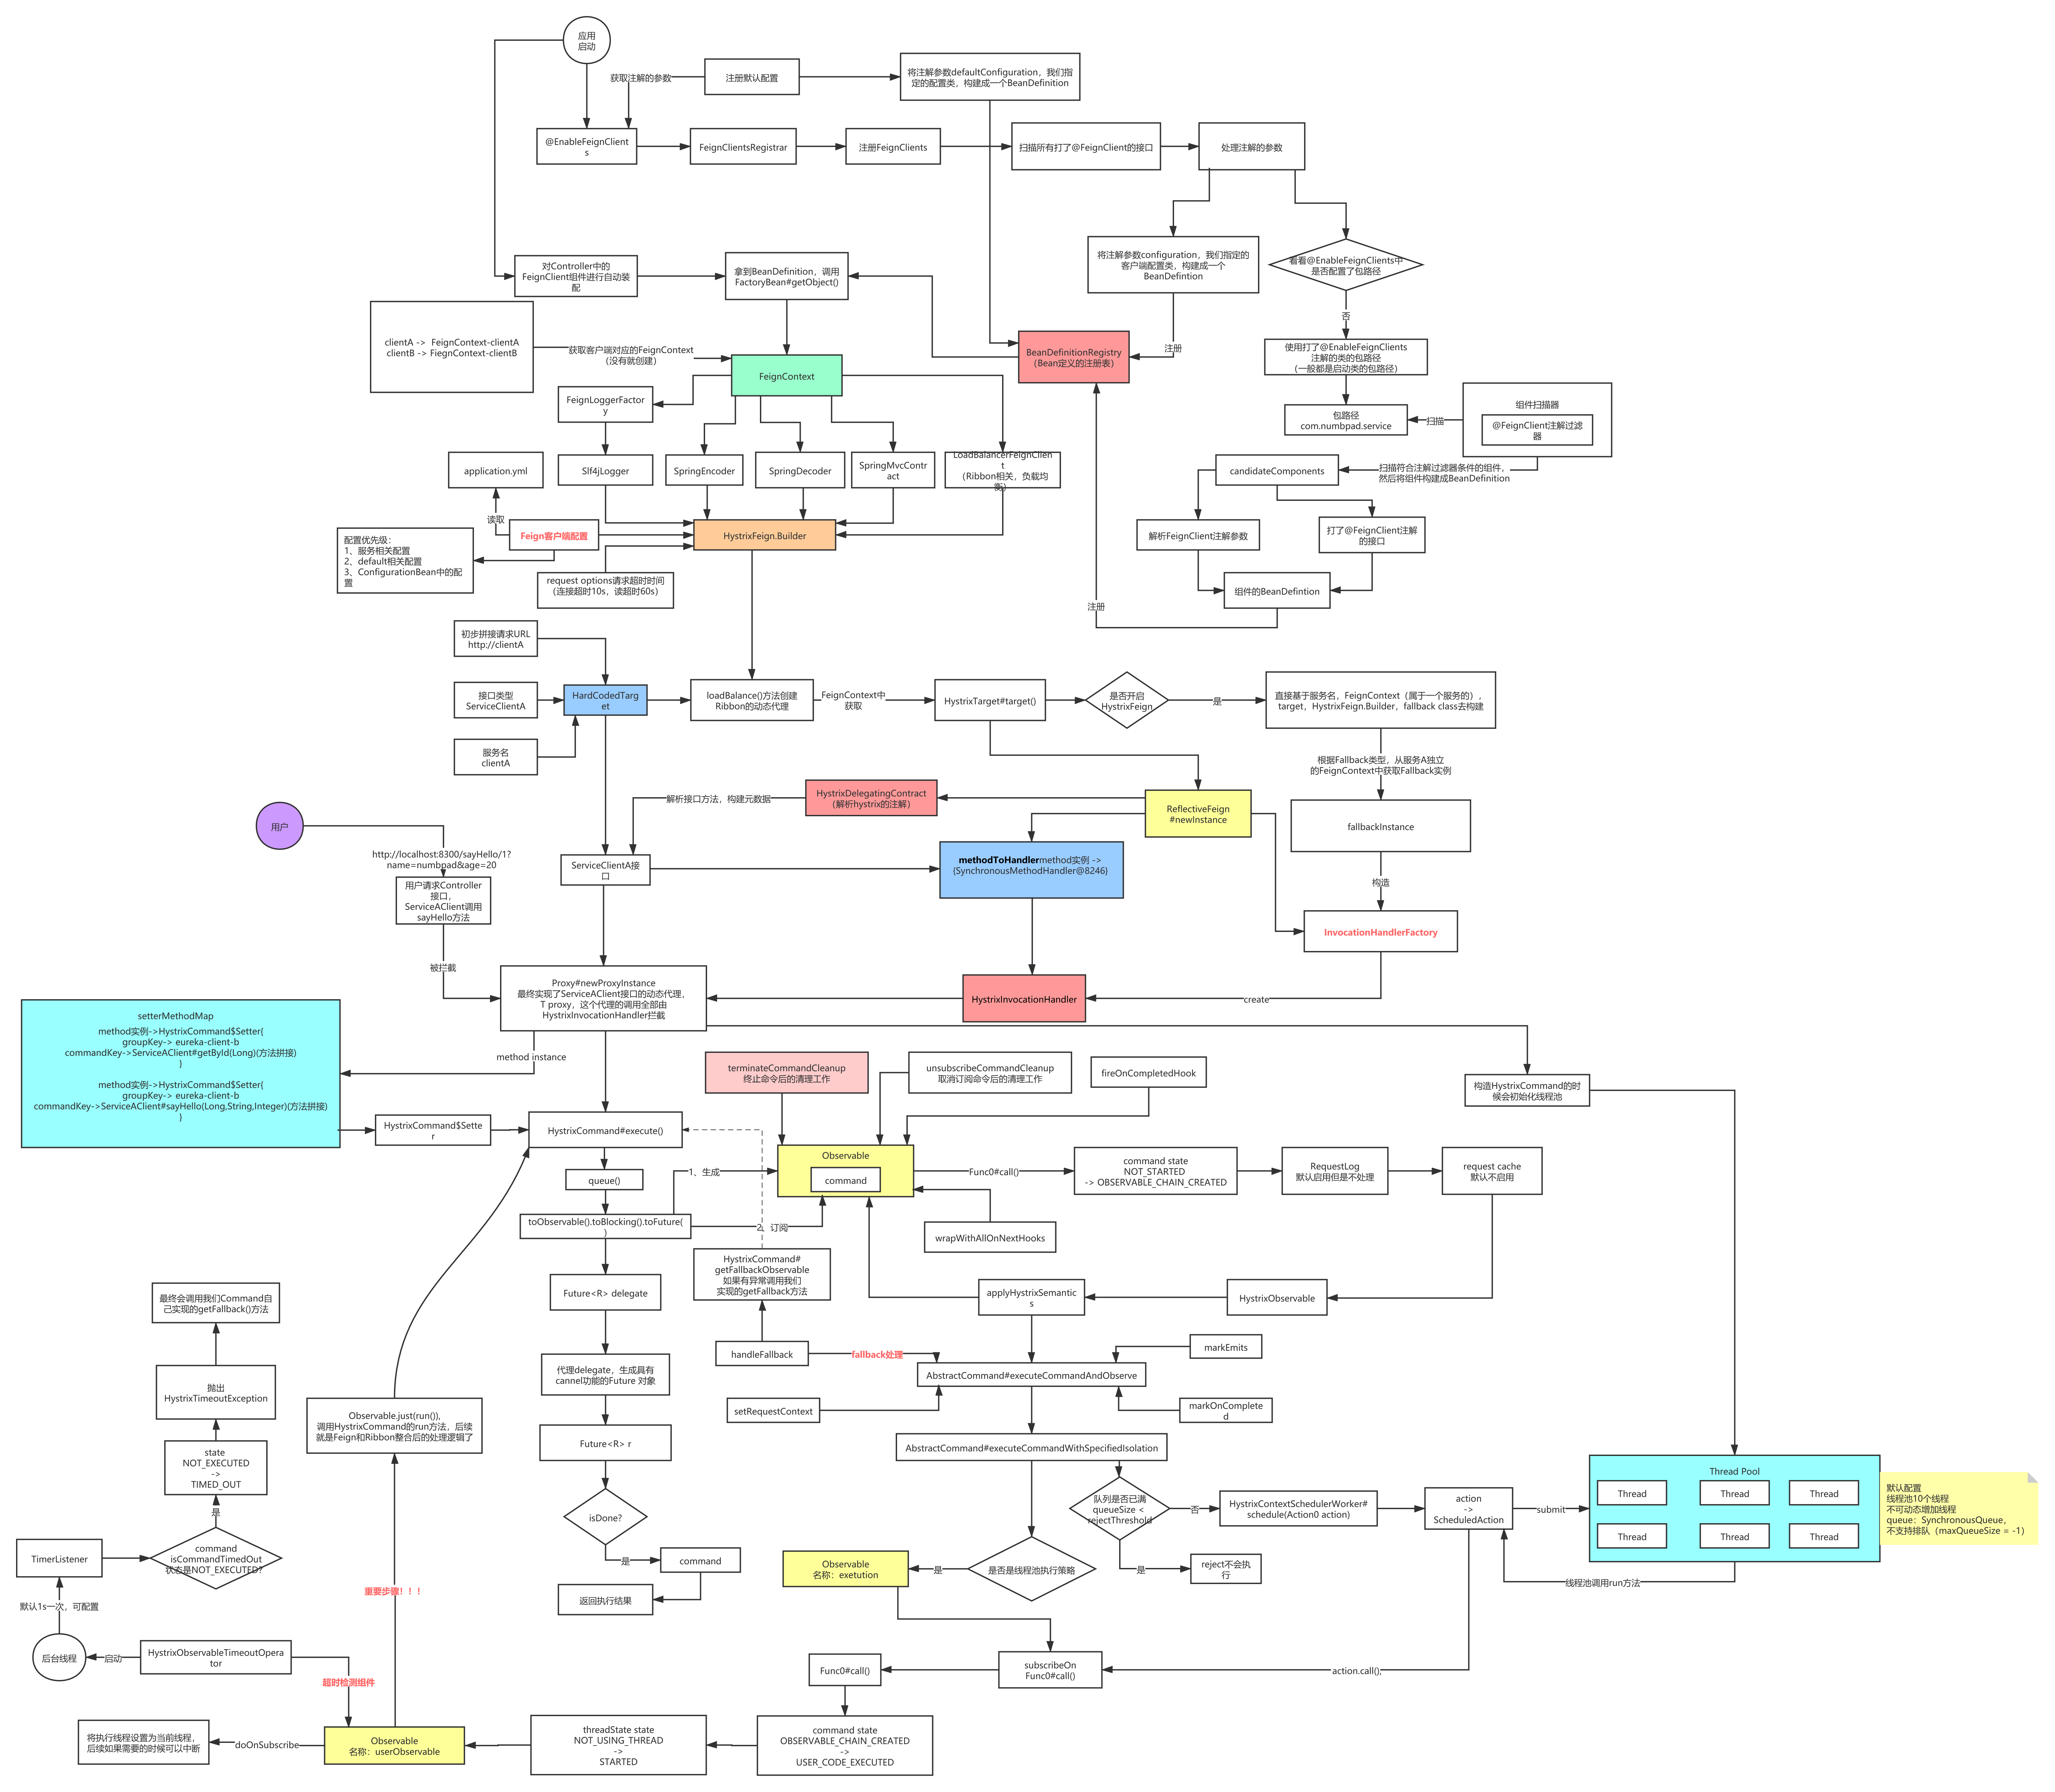 应用
启动
获取注解的参数
注册默认配置
将注解参数defaultConfiguration，我们指
定的配置类，构建成一个BeanDefinition
@EnableFeignClient
s
FeignClientsRegistrar
注册FeignClients
扫描所有打了@FeignClient的接口
处理注解的参数
对Controller中的
FeignClient组件进行自动装
配
拿到BeanDefinition，调用
FactoryBean#getObject()
将注解参数configuration，我们指定的
客户端配置类，构建成一个
BeanDefintion
看看@EnableFeignClients中
是否配置了包路径
否
clientA -> FeignContext-clientA
clientB -> FiegnContext-clientB
获取客户端对应的FeignContext
（没有就创建）
FeignContext
BeanDefinitionRegistry
（Bean定义的注册表）
注册
使用打了@EnableFeignClients
注解的类的包路径
（一般都是启动类的包路径）
FeignLoggerFactor
y
包路径
com.numbpad.service
扫描
组件扫描器
@FeignClient注解过滤
器
application.yml
Slf4jLogger
SpringEncoder
SpringDecoder
SpringMvcContr
act
LoadBalancerFeignClien
t
（Ribbon相关，负载均
衡）
candidateComponents
扫描符合注解过滤器条件的组件，
然后将组件构建成BeanDefinition
读取
Feign客户端配置
HystrixFeign.Builder
解析FeignClient注解参数
打了@FeignClient注解
的接口
配置优先级：
1、服务相关配置
2、default相关配置
3、ConfigurationBean中的配
置
request options请求超时时间
（连接超时10s，读超时60s）
组件的BeanDefintion
注册
初步拼接请求URL
http://clientA
接口类型
ServiceClientA
HardCodedTarg
et
loadBalance()方法创建
Ribbon的动态代理
FeignContext中
获取
HystrixTarget#target()
是否开启
HystrixFeign
是
直接基于服务名，FeignContext（属于一个服务的），
target，HystrixFeign.Builder，fallback class去构建
服务名
clientA
根据Fallback类型，从服务A独立
的FeignContext中获取Fallback实例
解析接口方法，构建元数据
HystrixDelegatingContract
（解析hystrix的注解）
ReflectiveFeign
#newInstance
fallbackInstance
用户
http://localhost:8300/sayHello/1?
name=numbpad&age=20
ServiceClientA接
口
methodToHandlermethod实例 ->
{SynchronousMethodHandler@8246}
构造
用户请求Controller
接口，
ServiceAClient调用
sayHello方法
InvocationHandlerFactory
被拦截
Proxy#newProxyInstance
最终实现了ServiceAClient接口的动态代理，
T proxy，这个代理的调用全部由
HystrixInvocationHandler拦截
HystrixInvocationHandler
create
setterMethodMap
method实例->HystrixCommand$Setter{
groupKey-> eureka-client-b
commandKey->ServiceAClient#getById(Long)(方法拼接)
}
method实例->HystrixCommand$Setter{
groupKey-> eureka-client-b
commandKey->ServiceAClient#sayHello(Long,String,Integer)(方法拼接)
}
method instance
terminateCommandCleanup
终止命令后的清理工作
unsubscribeCommandCleanup
取消订阅命令后的清理工作
fireOnCompletedHook
构造HystrixCommand的时
候会初始化线程池
HystrixCommand$Sette
r
HystrixCommand#execute()
Observable
command
1、生成
Func0#call()
command state
NOT_STARTED
-> OBSERVABLE_CHAIN_CREATED
RequestLog
默认启用但是不处理
request cache
默认不启用
queue()
toObservable().toBlocking().toFuture(
)
2、订阅
wrapWithAllOnNextHooks
HystrixCommand#
getFallbackObservable
如果有异常调用我们
实现的getFallback方法
最终会调用我们Command自
己实现的getFallback()方法
Future<R> delegate
applyHystrixSemantic
s
HystrixObservable
handleFallback
fallback处理
markEmits
抛出
HystrixTimeoutException
代理delegate，生成具有
cannel功能的Future 对象
AbstractCommand#executeCommandAndObserve
setRequestContext
markOnComplete
d
Observable.just(run())，
调用HystrixCommand的run方法，后续
就是Feign和Ribbon整合后的处理逻辑了
state
NOT_EXECUTED
->
TIMED_OUT
Future<R> r
AbstractCommand#executeCommandWithSpecifiedIsolation
是
isDone?
队列是否已满
queueSize <
rejectThreshold
否
HystrixContextSchedulerWorker#
schedule(Action0 action)
action
->
ScheduledAction
submit
Thread Pool
Thread
Thread
Thread
Thread
Thread
Thread
默认配置
线程池10个线程
不可动态增加线程
queue：SynchronousQueue，
不支持排队（maxQueueSize = -1）
TimerListener
command
isCommandTimedOut
状态是NOT_EXECUTED?
是
command
Observable
名称：exetution
是
是否是线程池执行策略
是
reject不会执
行
线程池调用run方法
默认1s一次，可配置
重要步骤！！！
返回执行结果
后台线程
启动
HystrixObservableTimeoutOpera
tor
超时检测组件
Func0#call()
subscribeOn
Func0#call()
action.call();
将执行线程设置为当前线程，
后续如果需要的时候可以中断
doOnSubscribe
Observable
名称：userObservable
threadState state
NOT_USING_THREAD
->
STARTED
command state
OBSERVABLE_CHAIN_CREATED
->
USER_CODE_EXECUTED